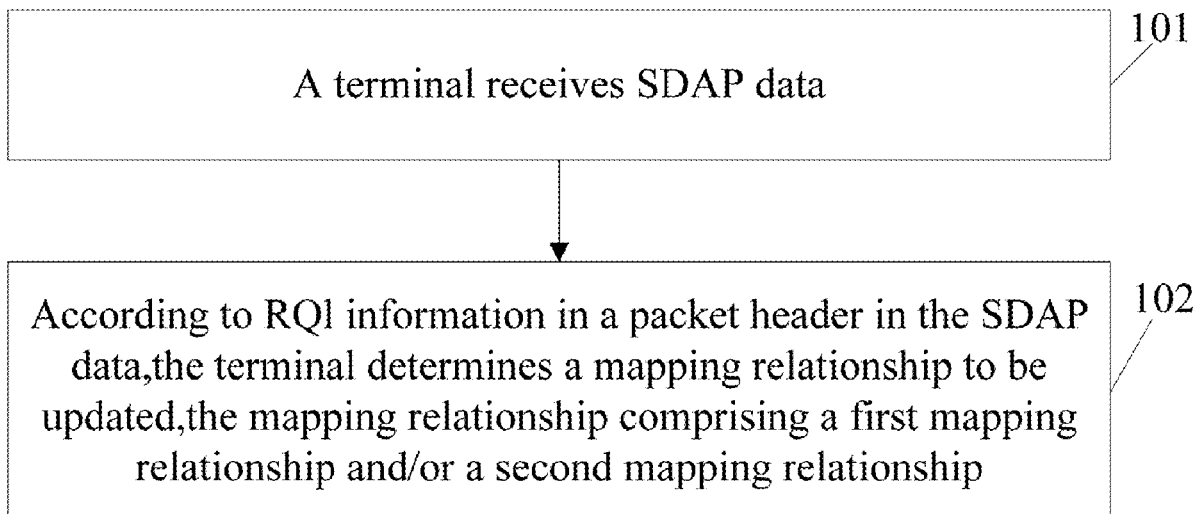 101
A terminal receives SDAP data
102
According to RQl information in a packet header in the SDAP
data,the terminal determines a mapping relationship to be
updated,the mapping relationship comprising a first mapping
relationship and/or a second mapping relationship